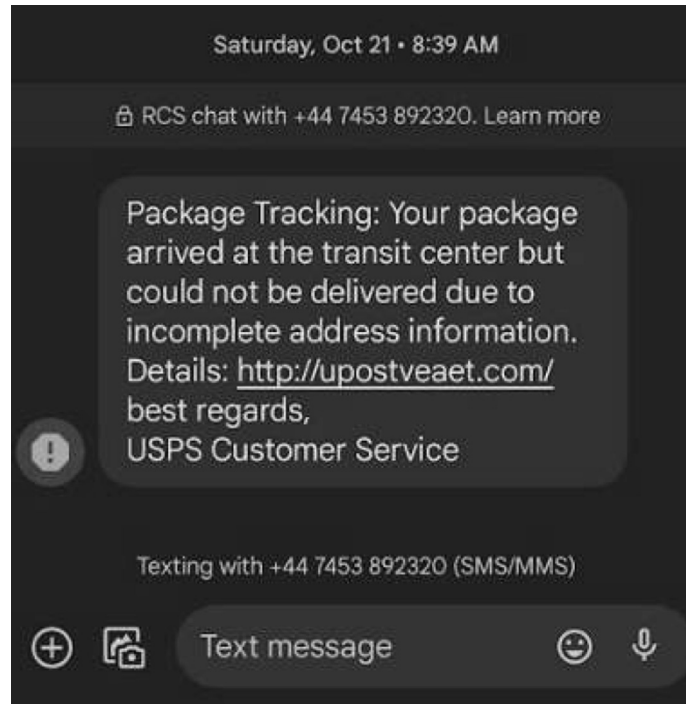 Saturday, Oct 21 • 8:39 AM
RCS chat with +44 7453 892320. Learn more
Package Tracking: Your package
arrived at the transit center but
could not be delivered due to
incomplete address information.
Details: http://upostveaet.com/
best regards,
USPS Customer Service
Texting with +44 7453 892320 (SMS/MMS)
Text message